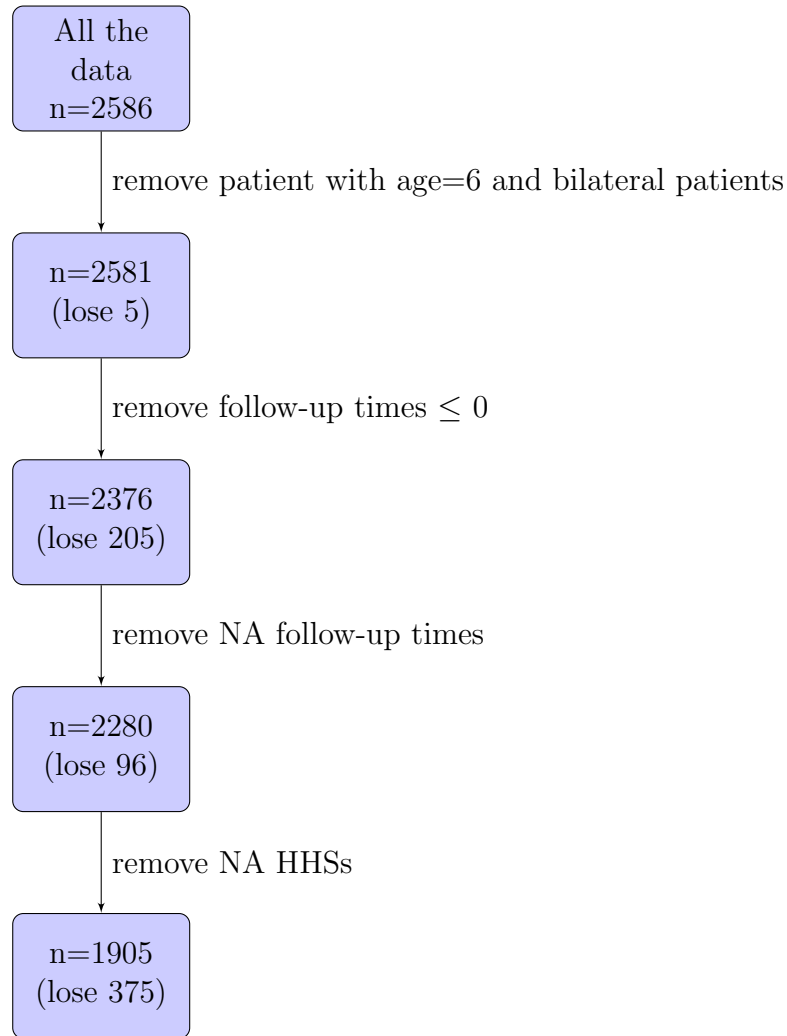 All the
data
n=2586
remove patient with age=6 and bilateral patients
n=2581
(lose 5)
remove follow-up times ≤ 0
n=2376
(lose 205)
remove NA follow-up times
n=2280
(lose 96)
remove NA HHSs
n=1905
(lose 375)